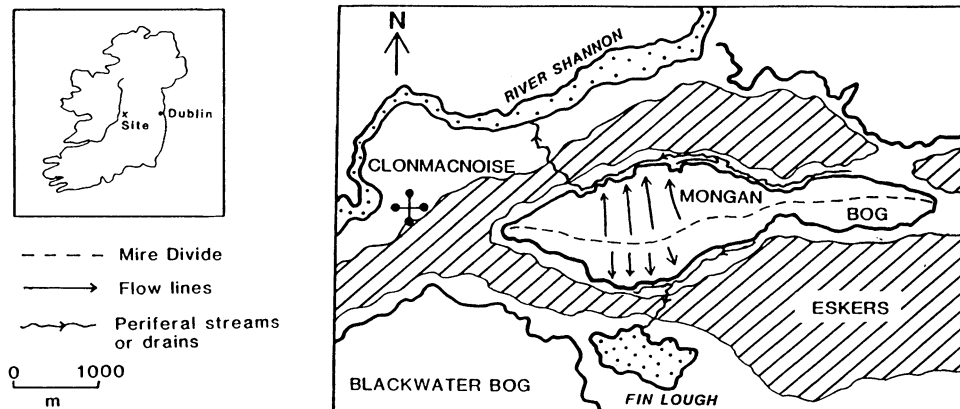 Dublin
Site
Mire Divide
Flow lines
Periferal streams
or drains
0 1000
m
N
RIVER SHANNON
CLONMACNOISE
MONGAN
BOG
ESKERS
BLACKWATER BOG
FIN LOUGH